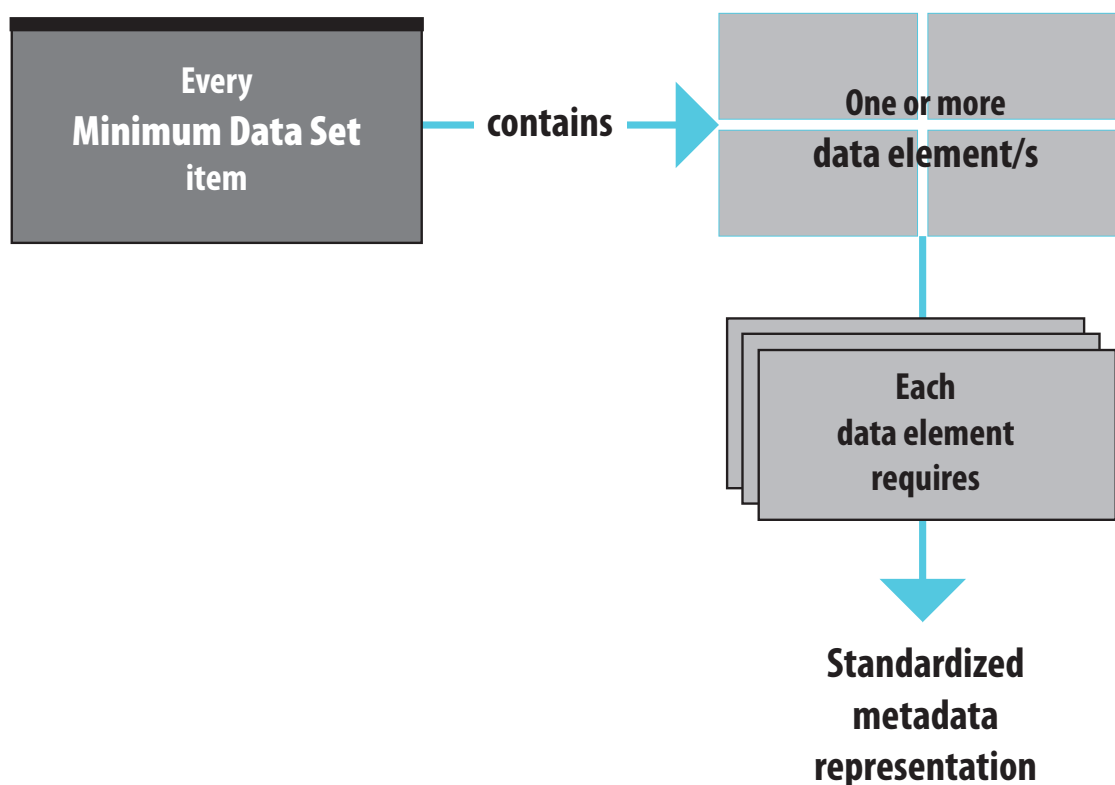 Every
Minimum Data Set
item
contains
One or more
data element/s
Each
data element
requires
Standardized
metadata
representation